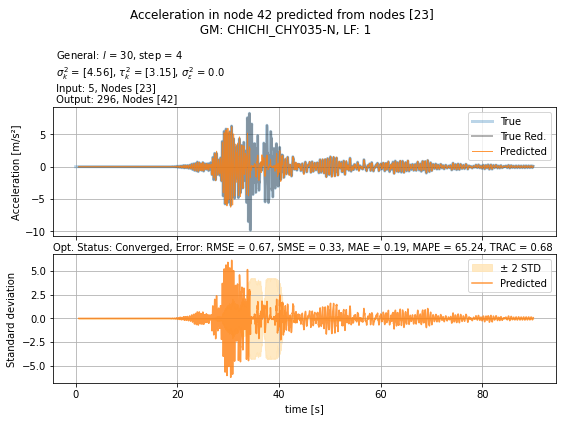 Acceleration in node 42 predicted from nodes [23]
GM: CHICHI_CHY035-N, LF: 1
General: l = 30, step = 4
σ²ₖ = [4.56], τ²ₖ = [3.15], σ²ε = 0.0
Input: 5, Nodes [23]
Output: 296, Nodes [42]
Acceleration [m/s²]
5
0
−5
−10
True
True Red.
Predicted
Opt. Status: Converged, Error: RMSE = 0.67, SMSE = 0.33, MAE = 0.19, MAPE = 65.24, TRAC = 0.68
Standard deviation
5.0
2.5
0.0
−2.5
−5.0
± 2 STD
Predicted
0 20 40 60 80
time [s]